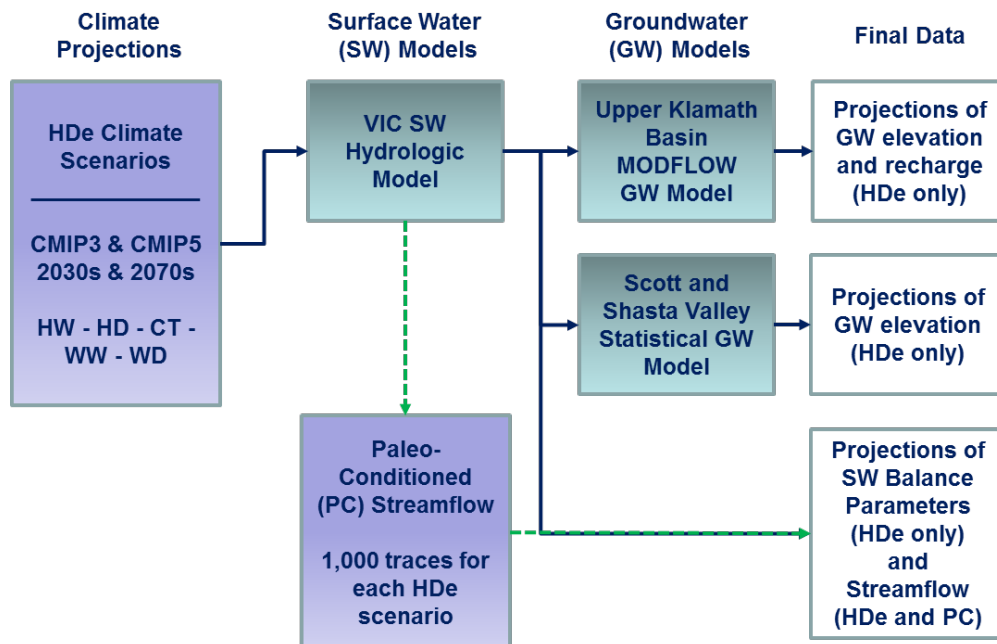 Climate
Projections
Surface Water
(SW) Models
Groundwater
(GW) Models
Final Data
HDe Climate
Scenarios
CMIP3 & CMIP5
2030s & 2070s
HW - HD - CT -
WW - WD
VIC SW
Hydrologic
Model
Upper Klamath
Basin
MODFLOW
GW Model
Projections of
GW elevation
and recharge
(HDe only)
Scott and
Shasta Valley
Statistical GW
Model
Projections of
GW elevation
(HDe only)
Paleo-
Conditioned
(PC) Streamflow
1,000 traces for
each HDe
scenario
Projections of
SW Balance
Parameters
(HDe only)
and
Streamflow
(HDe and PC)